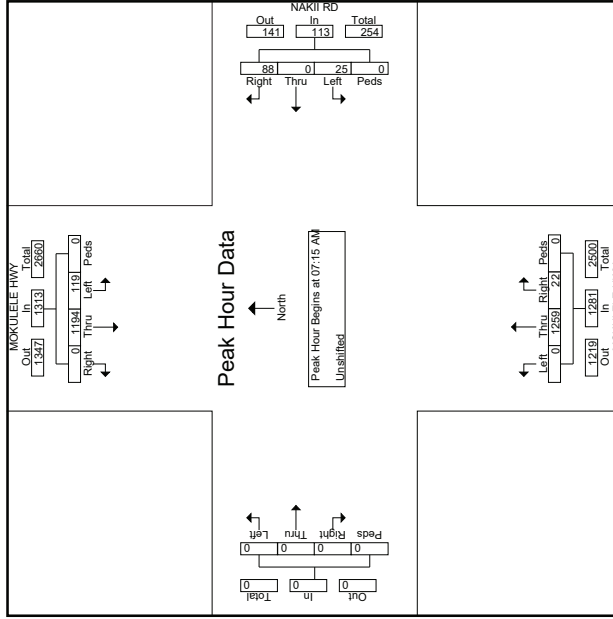 NAKII RD
Out In Total
141 113 254
88 0 25 0
Right Thru Left Peds
MOKULELE HWY
Out In Total
1347 1313 2660
0 1194 119 0
Right Thru Left Peds
Peak Hour Data
North
Peak Hour Begins at 07:15 AM
Unshifted
Left Thru Right Peds
0 1259 22 0
1219 1281 2500
Out In Total
Left Thru Right Peds
0 0 0 0
0 0 0
Total In Out